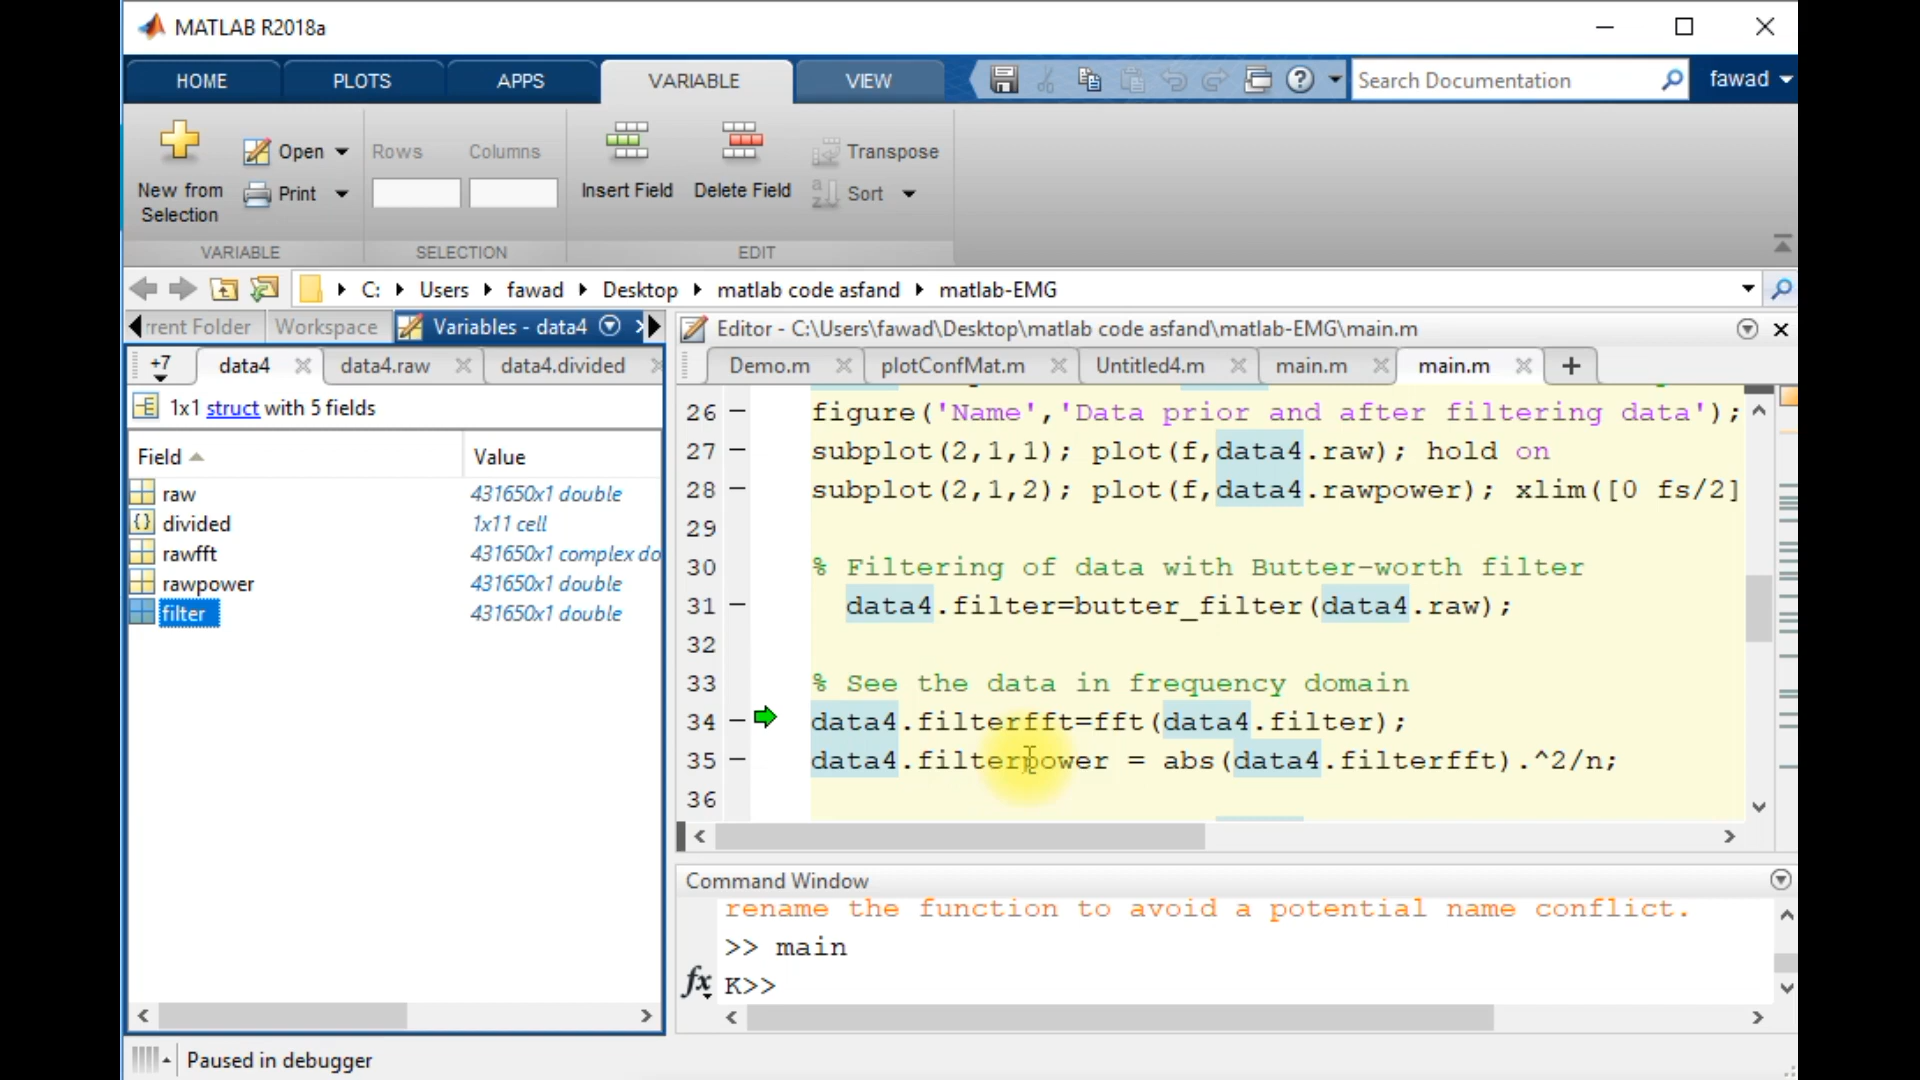 MATLAB R2018a
HOME PLOTS APPS VARIABLE VIEW Search Documentation fawad
New from Selection Open Print Rows Columns Insert Field Delete Field Transpose Sort
VARIABLE SELECTION EDIT
C: Users fawad Desktop matlab code asfand matlab-EMG
rrent Folder Workspace Variables - data4
+7 data4 data4.raw data4.divided
1x1 struct with 5 fields
Field Value
raw 431650x1 double
divided 1x11 cell
rawfft 431650x1 complex do
rawpower 431650x1 double
filter 431650x1 double
Editor - C:\Users\fawad\Desktop\matlab code asfand\matlab-EMG\main.m
Demo.m plotConfMat.m Untitled4.m main.m main.m +
26 - figure('Name','Data prior and after filtering data');
27 - subplot(2,1,1); plot(f,data4.raw); hold on
28 - subplot(2,1,2); plot(f,data4.rawpower); xlim([0 fs/2]
29
30 % Filtering of data with Butter-worth filter
31 - data4.filter=butter_filter(data4.raw);
32
33 % See the data in frequency domain
34 - data4.filterfft=fft(data4.filter);
35 - data4.filterpower = abs(data4.filterfft).^2/n;
36
Command Window
rename the function to avoid a potential name conflict.
>> main
fx K>>
Paused in debugger